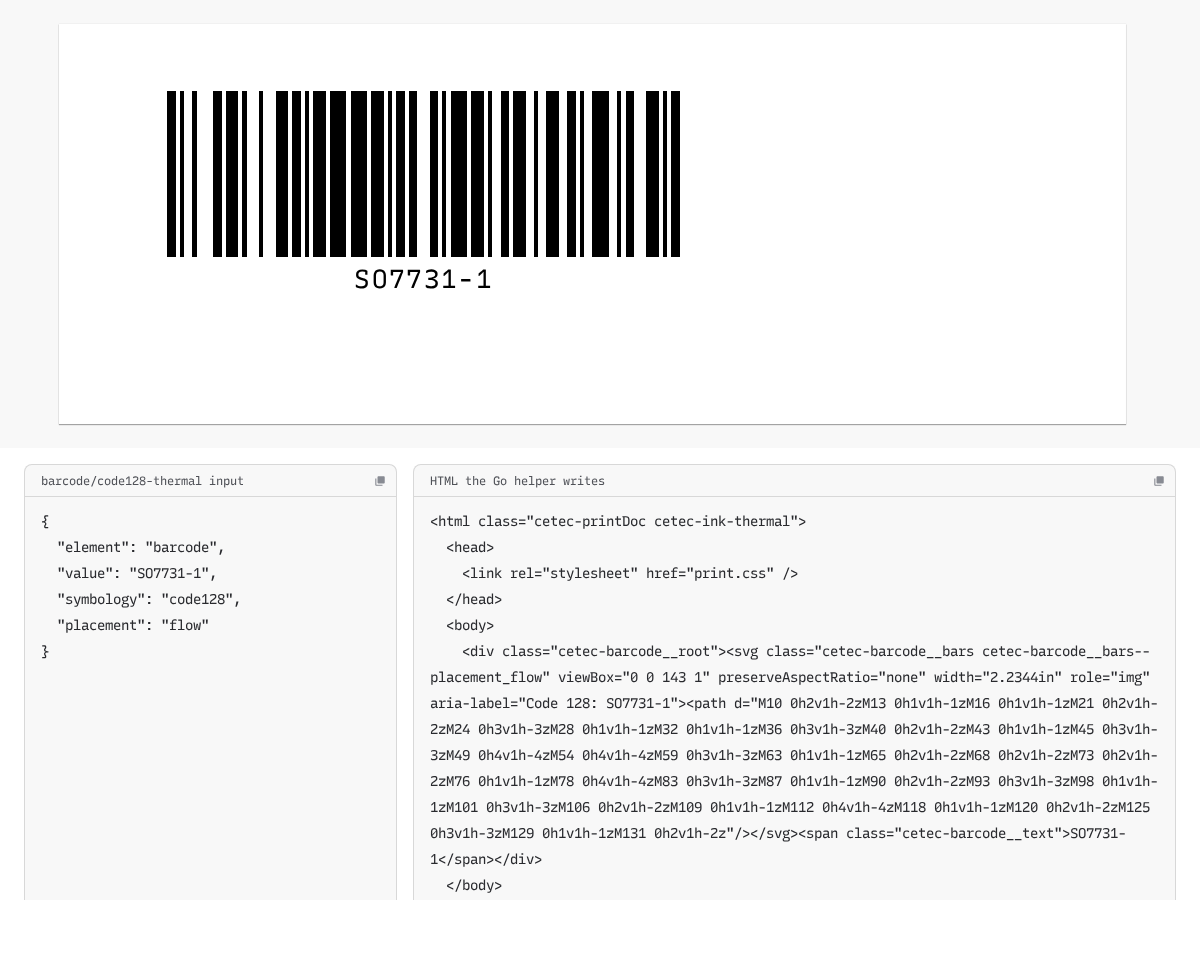 SO7731-1
barcode/code128-thermal input
{
  "element": "barcode",
  "value": "SO7731-1",
  "symbology": "code128",
  "placement": "flow"
}
HTML the Go helper writes
<html class="cetec-printDoc cetec-ink-thermal">
  <head>
    <link rel="stylesheet" href="print.css" />
  </head>
  <body>
    <div class="cetec-barcode__root"><svg class="cetec-barcode__bars cetec-barcode__bars--
placement_flow" viewBox="0 0 143 1" preserveAspectRatio="none" width="2.2344in" role="img"
aria-label="Code 128: SO7731-1"><path d="M10 0h2v1h-2zM13 0h1v1h-1zM16 0h1v1h-1zM21 0h2v1h-
2zM24 0h3v1h-3zM28 0h1v1h-1zM32 0h1v1h-1zM36 0h3v1h-3zM40 0h2v1h-2zM43 0h1v1h-1zM45 0h3v1h-
3zM49 0h4v1h-4zM54 0h4v1h-4zM59 0h3v1h-3zM63 0h1v1h-1zM65 0h2v1h-2zM68 0h2v1h-2zM73 0h2v1h-
2zM76 0h1v1h-1zM78 0h4v1h-4zM83 0h3v1h-3zM87 0h1v1h-1zM90 0h2v1h-2zM93 0h3v1h-3zM98 0h1v1h-
1zM101 0h3v1h-3zM106 0h2v1h-2zM109 0h1v1h-1zM112 0h4v1h-4zM118 0h1v1h-1zM120 0h2v1h-2zM125
0h3v1h-3zM129 0h1v1h-1zM131 0h2v1h-2z"/></svg><span class="cetec-barcode__text">SO7731-
1</span></div>
  </body>